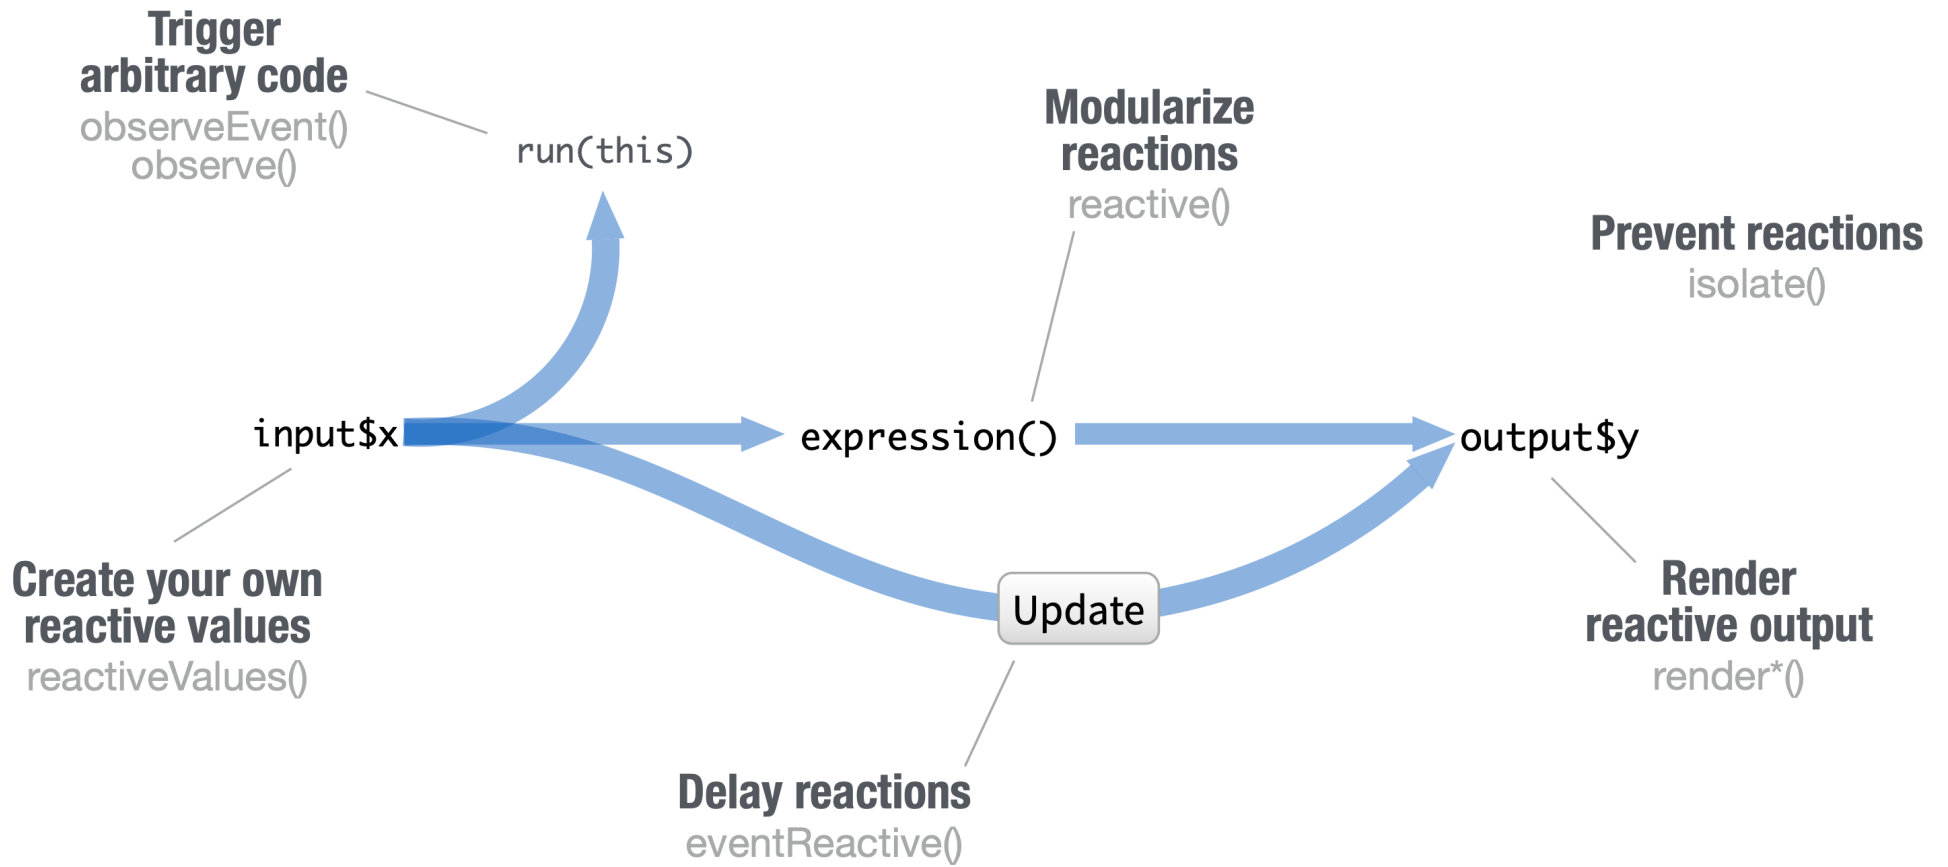 Trigger
arbitrary code
observeEvent()
observe()
run(this)
Modularize
reactions
reactive()
Prevent reactions
isolate()
input$x
expression()
output$y
Create your own
reactive values
reactiveValues()
Update
Render
reactive output
render*()
Delay reactions
eventReactive()